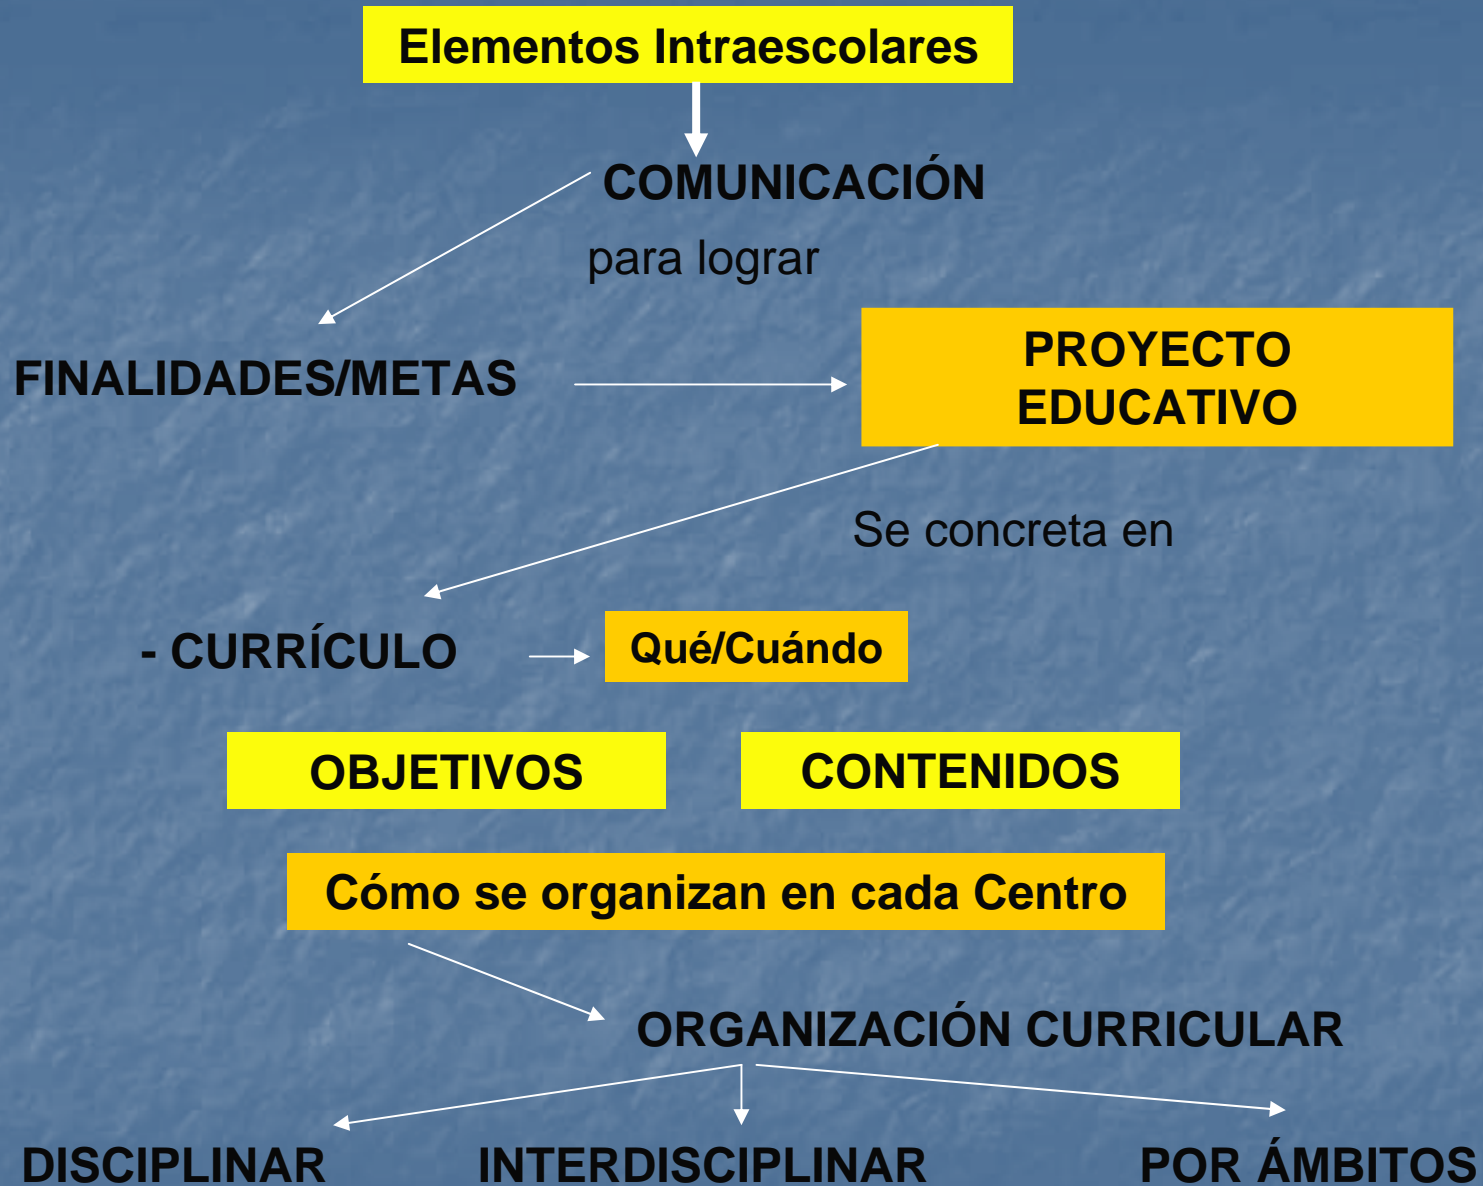 Elementos Intraescolares
COMUNICACIÓN
para lograr
FINALIDADES/METAS
PROYECTO
EDUCATIVO
Se concreta en
- CURRÍCULO
Qué/Cuándo
OBJETIVOS
CONTENIDOS
Cómo se organizan en cada Centro
ORGANIZACIÓN CURRICULAR
DISCIPLINAR
INTERDISCIPLINAR
POR ÁMBITOS